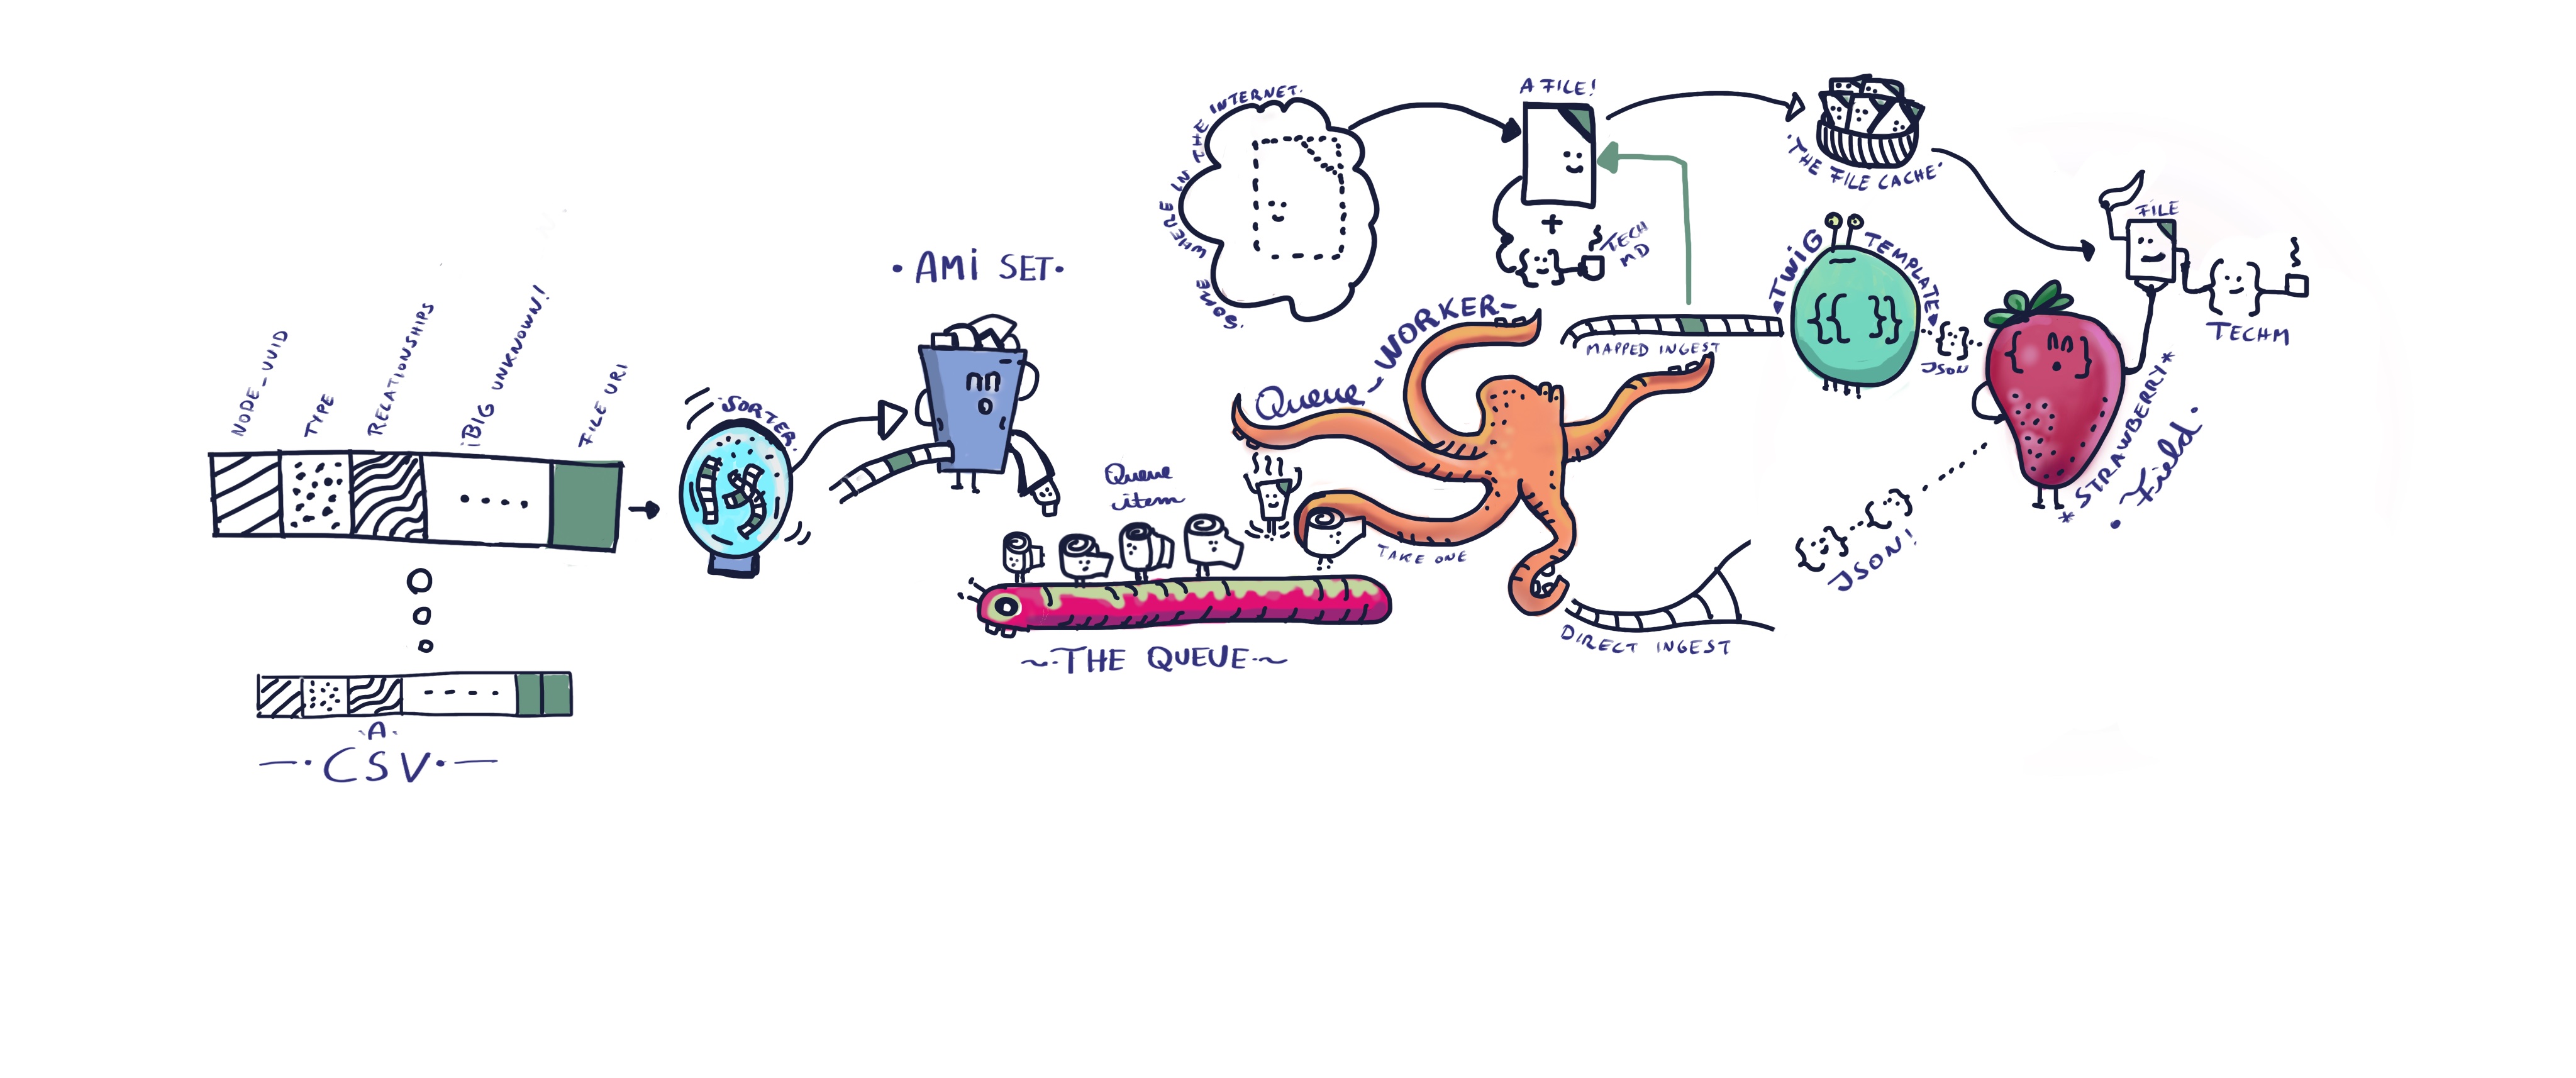 NODE_UUID
TYPE
RELATIONSHIPS
¡BIG UNKNOWN!
FILE URI
·A·
—·CSV·—
·SORTER·
·AMI SET·
Queue
item
~·THE QUEUE·~
TAKE ONE
Queue-WORKER-
SOME WHERE IN THE INTERNET.
A FILE!
+
TECH
MD
"THE FILE CACHE"
MAPPED INGEST
TWIG TEMPLATE
{{ }}
JSON
DIRECT INGEST
JSON!
*STRAWBERRY*
·Field.
FILE
TECHM